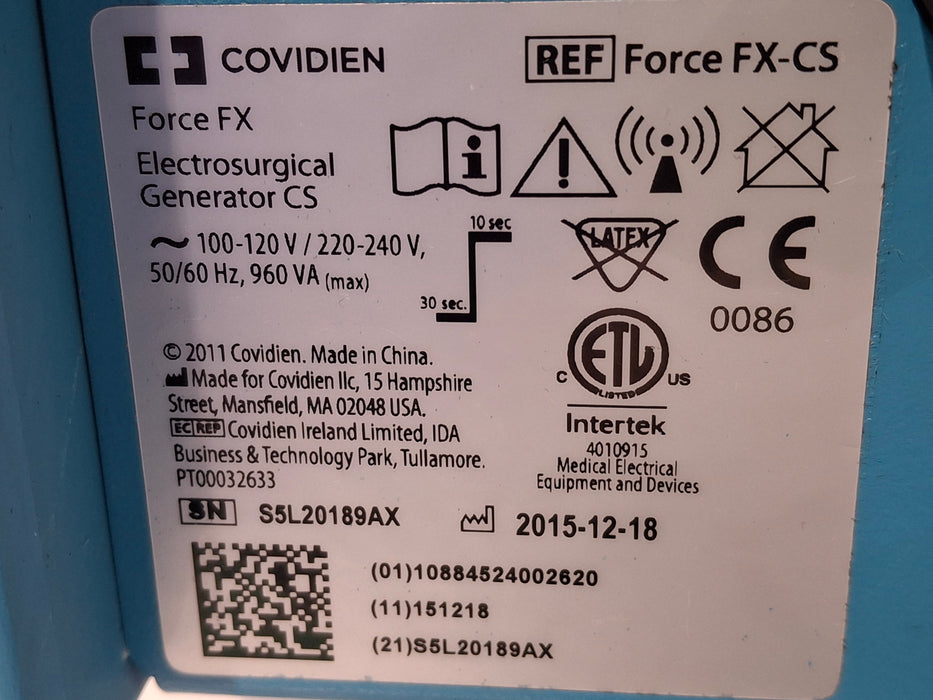 COVIDIEN
REF Force FX-CS
Force FX
Electrosurgical
Generator CS
100-120 V / 220-240 V,
50/60 Hz, 960 VA (max)
10 sec
30 sec.
LATEX
CE
0086
© 2011 Covidien. Made in China.
Made for Covidien llc, 15 Hampshire
Street, Mansfield, MA 02048 USA.
EC REP Covidien Ireland Limited, IDA
Business & Technology Park, Tullamore.
PT00032633
ETL
C US
LISTED
Intertek
4010915
Medical Electrical
Equipment and Devices
SN S5L20189AX
2015-12-18
(01)10884524002620
(11)151218
(21)S5L20189AX